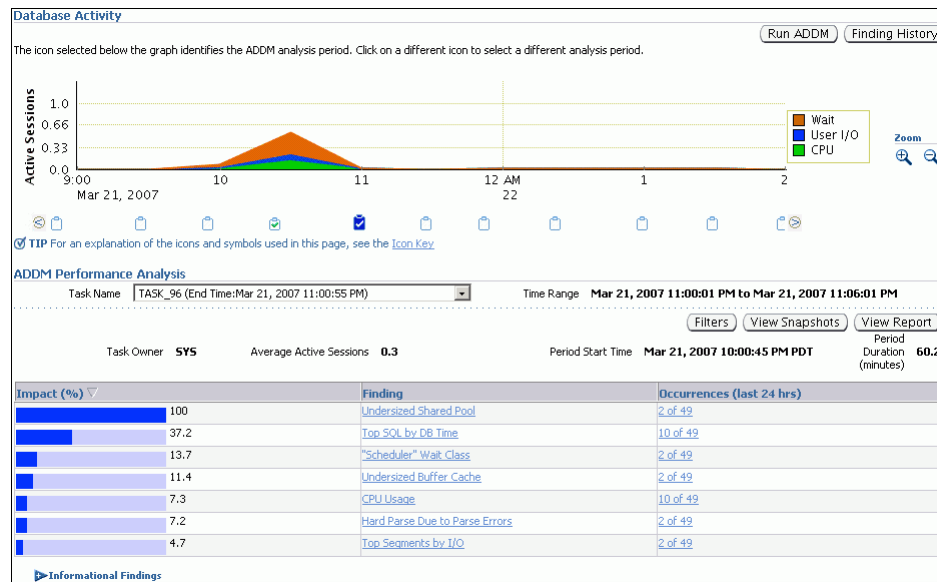 Database Activity
Run ADDM
Finding History
The icon selected below the graph identifies the ADDM analysis period. Click on a different icon to select a different analysis period.
Active Sessions
1.0
0.66
0.33
0.0
Wait
User I/O
CPU
Zoom
9:00 10 11 12 AM 1 2
Mar 21, 2007 22
TIP For an explanation of the icons and symbols used in this page, see the Icon Key
ADDM Performance Analysis
Task Name TASK_96 (End Time:Mar 21, 2007 11:00:55 PM) Time Range Mar 21, 2007 11:00:01 PM to Mar 21, 2007 11:06:01 PM
Filters View Snapshots View Report
Task Owner SYS Average Active Sessions 0.3 Period Start Time Mar 21, 2007 10:00:45 PM PDT Period Duration (minutes) 60.2
Impact (%) Finding Occurrences (last 24 hrs)
100 Undersized Shared Pool 2 of 49
37.2 Top SQL by DB Time 10 of 49
13.7 "Scheduler" Wait Class 2 of 49
11.4 Undersized Buffer Cache 2 of 49
7.3 CPU Usage 10 of 49
7.2 Hard Parse Due to Parse Errors 2 of 49
4.7 Top Segments by I/O 2 of 49
Informational Findings